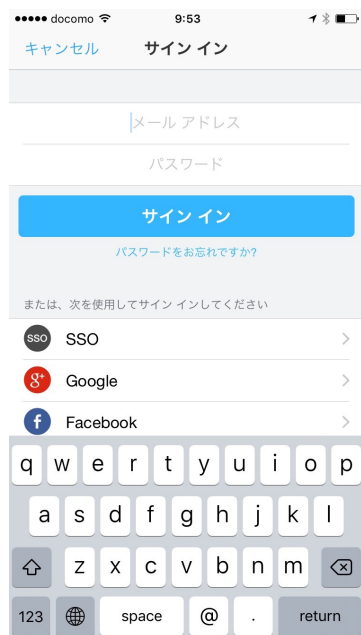 docomo 9:53
キャンセル サイン イン
メール アドレス
パスワード
サイン イン
パスワードをお忘れですか?
または、次を使用してサイン インしてください
SSO SSO
g+ Google
f Facebook
q w e r t y u i o p
a s d f g h j k l
z x c v b n m
123 space @ . return